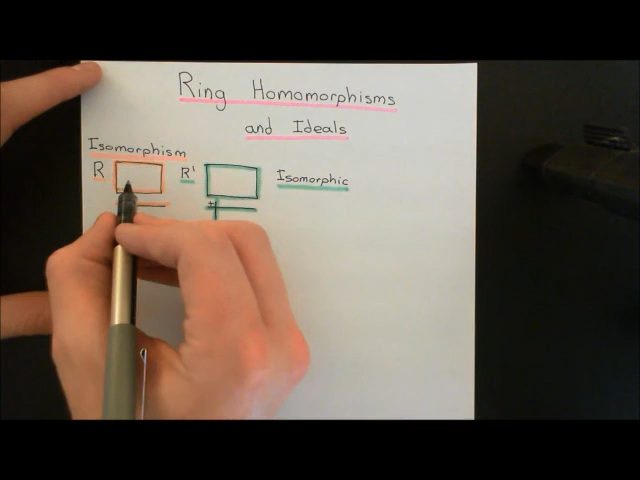 Ring Homomorphisms
and Ideals
Isomorphism
R R' Isomorphic
+